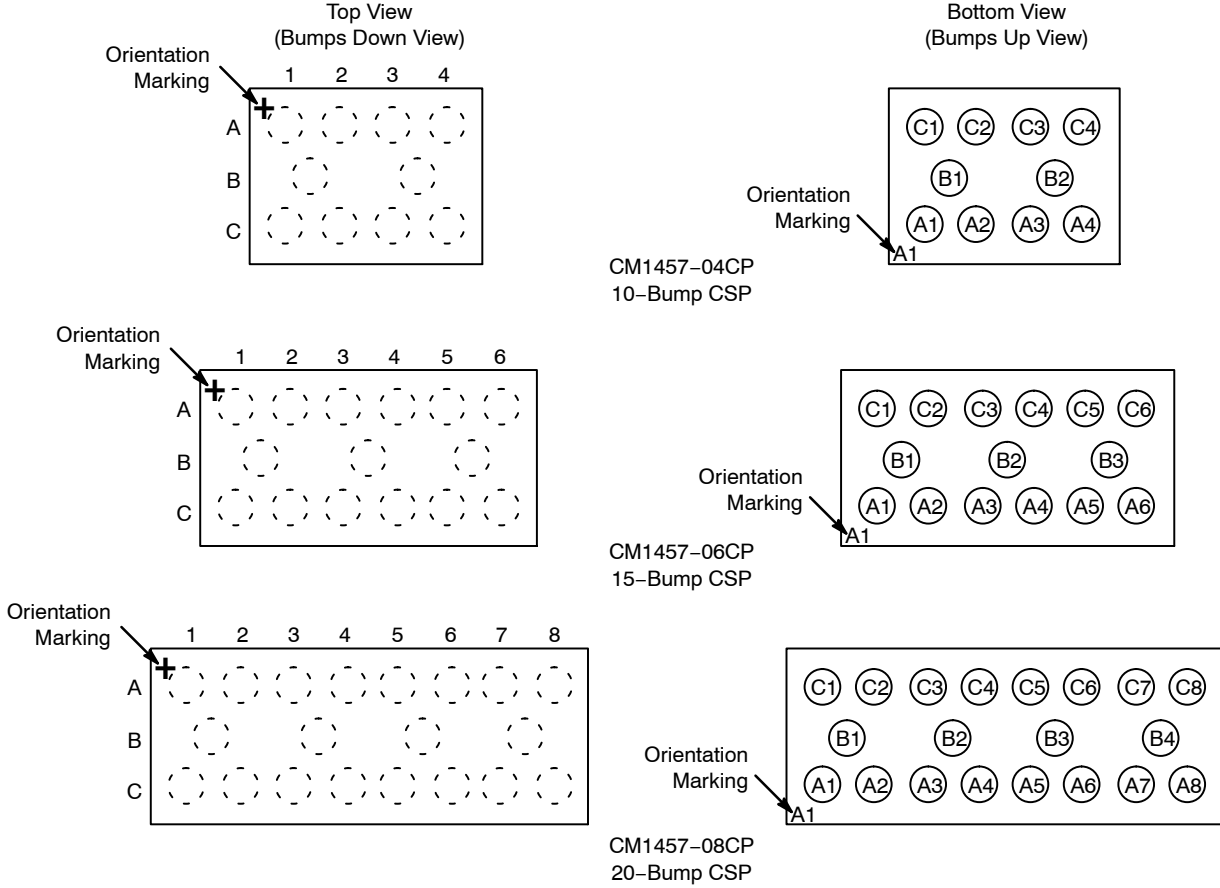 Top View
(Bumps Down View)
Bottom View
(Bumps Up View)
Orientation
Marking
1 2 3 4
A
B
C
C1 C2 C3 C4
B1 B2
A1 A2 A3 A4
Orientation
Marking
A1
CM1457−04CP
10−Bump CSP
Orientation
Marking
1 2 3 4 5 6
A
B
C
C1 C2 C3 C4 C5 C6
B1 B2 B3
A1 A2 A3 A4 A5 A6
Orientation
Marking
A1
CM1457−06CP
15−Bump CSP
Orientation
Marking
1 2 3 4 5 6 7 8
A
B
C
C1 C2 C3 C4 C5 C6 C7 C8
B1 B2 B3 B4
A1 A2 A3 A4 A5 A6 A7 A8
Orientation
Marking
A1
CM1457−08CP
20−Bump CSP